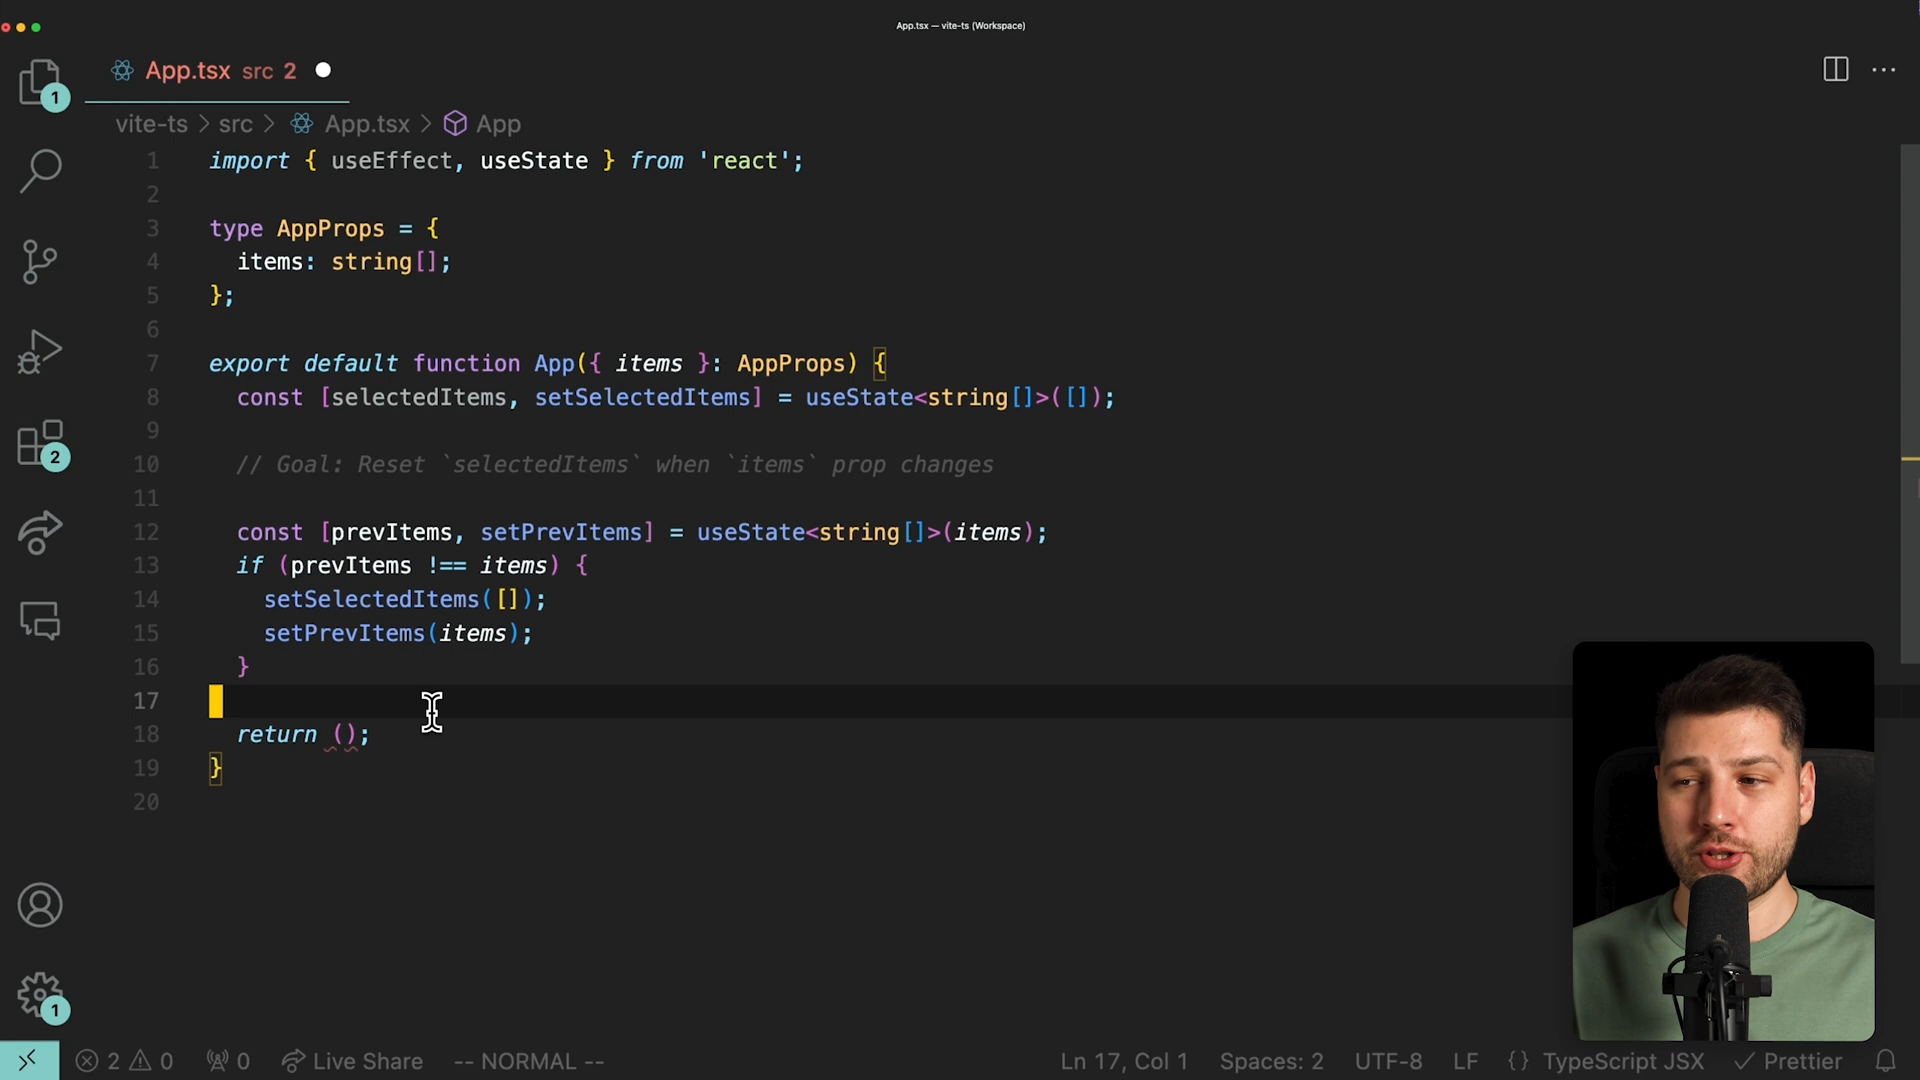 App.tsx — vite-ts (Workspace)
App.tsx src 2
1
vite-ts > src > App.tsx > App
1 import { useEffect, useState } from 'react';
2
3 type AppProps = {
4 items: string[];
5 };
6
7 export default function App({ items }: AppProps) {
8 const [selectedItems, setSelectedItems] = useState<string[]>([]);
9
10 // Goal: Reset `selectedItems` when `items` prop changes
11
12 const [prevItems, setPrevItems] = useState<string[]>(items);
13 if (prevItems !== items) {
14 setSelectedItems([]);
15 setPrevItems(items);
16 }
17
18 return ();
19 }
20
2
1
2 0 0 Live Share -- NORMAL -- Ln 17, Col 1 Spaces: 2 UTF-8 LF {} TypeScript JSX Prettier